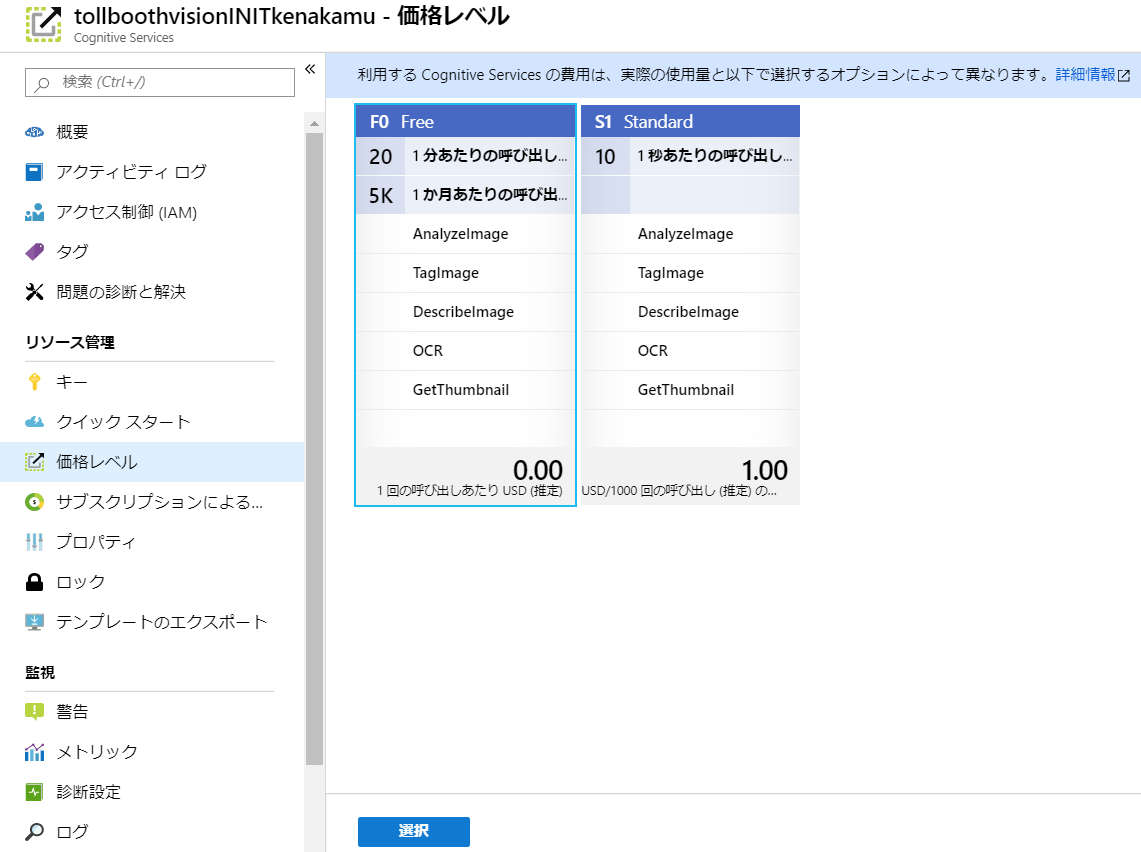 tollboothvisionINITkenakamu - 価格レベル
Cognitive Services
検索 (Ctrl+/)
«
概要
アクティビティ ログ
アクセス制御 (IAM)
タグ
問題の診断と解決
リソース管理
キー
クイック スタート
価格レベル
サブスクリプションによる...
プロパティ
ロック
テンプレートのエクスポート
監視
警告
メトリック
診断設定
ログ
利用する Cognitive Services の費用は、実際の使用量と以下で選択するオプションによって異なります。詳細情報
F0 Free
20 1 分あたりの呼び出し...
5K 1 か月あたりの呼び出...
AnalyzeImage
TagImage
DescribeImage
OCR
GetThumbnail
0.00
1 回の呼び出しあたり USD (推定)
S1 Standard
10 1 秒あたりの呼び出し...
AnalyzeImage
TagImage
DescribeImage
OCR
GetThumbnail
1.00
USD/1000 回の呼び出し (推定) の...
選択